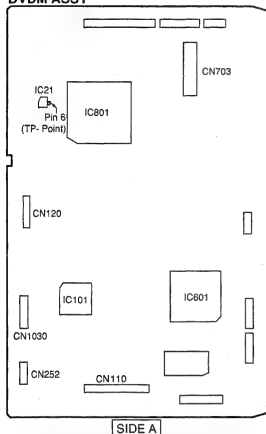 DVDM ASSY
IC21
Pin 6
(TP- Point)
IC801
CN703
CN120
IC101
IC601
CN1030
CN252
CN110
SIDE A